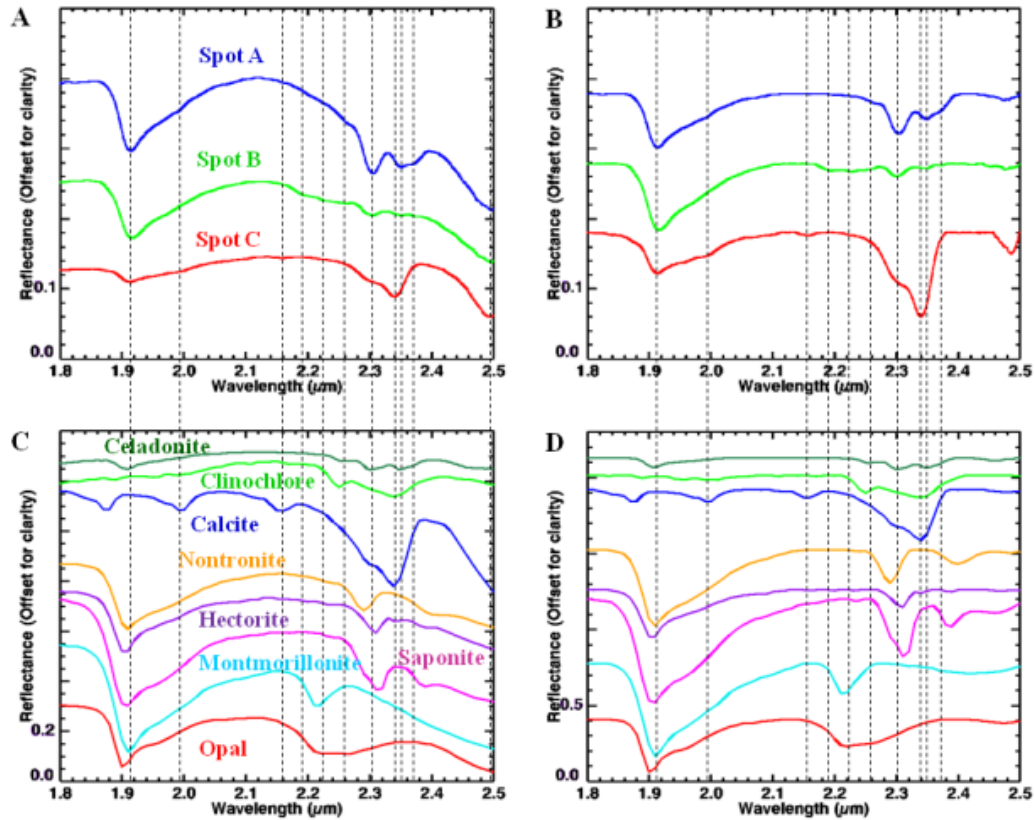 A
Spot A
Spot B
Spot C
Reflectance (Offset for clarity)
0.1
0.0
1.8 1.9 2.0 2.1 2.2 2.3 2.4 2.5
Wavelength (µm)
B
Reflectance (Offset for clarity)
0.1
0.0
1.8 1.9 2.0 2.1 2.2 2.3 2.4 2.5
Wavelength (µm)
C
Celadonite
Clinochlore
Calcite
Nontronite
Hectorite
Saponite
Montmorillonite
Opal
Reflectance (Offset for clarity)
0.2
0.0
1.8 1.9 2.0 2.1 2.2 2.3 2.4 2.5
Wavelength (µm)
D
Reflectance (Offset for clarity)
0.5
0.0
1.8 1.9 2.0 2.1 2.2 2.3 2.4 2.5
Wavelength (µm)